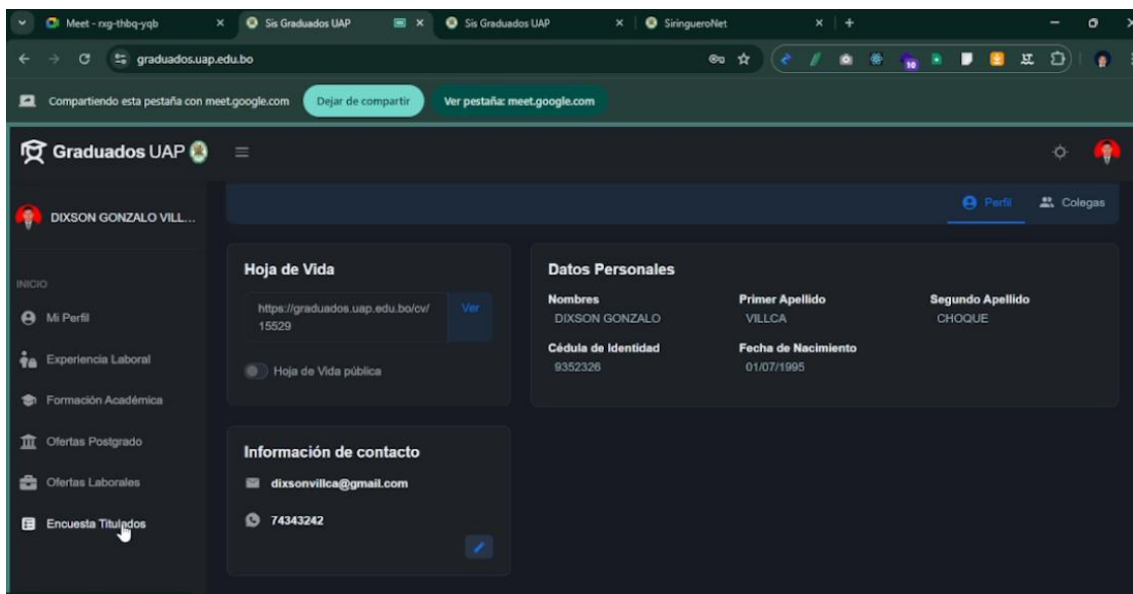 Meet - rxg-thbq-yqb
Sis Graduados UAP
Sis Graduados UAP
SiringueroNet
graduados.uap.edu.bo
10
Compartiendo esta pestaña con meet.google.com
Dejar de compartir
Ver pestaña: meet.google.com
Graduados UAP
DIXSON GONZALO VILL...
Perfil
Colegas
INICIO
Mi Perfil
Experiencia Laboral
Formación Académica
Ofertas Postgrado
Ofertas Laborales
Encuesta Titulados
Hoja de Vida
https://graduados.uap.edu.bo/cv/
15529
Ver
Hoja de Vida pública
Datos Personales
Nombres
DIXSON GONZALO
Primer Apellido
VILLCA
Segundo Apellido
CHOQUE
Cédula de Identidad
9352326
Fecha de Nacimiento
01/07/1995
Información de contacto
dixsonvillca@gmail.com
74343242